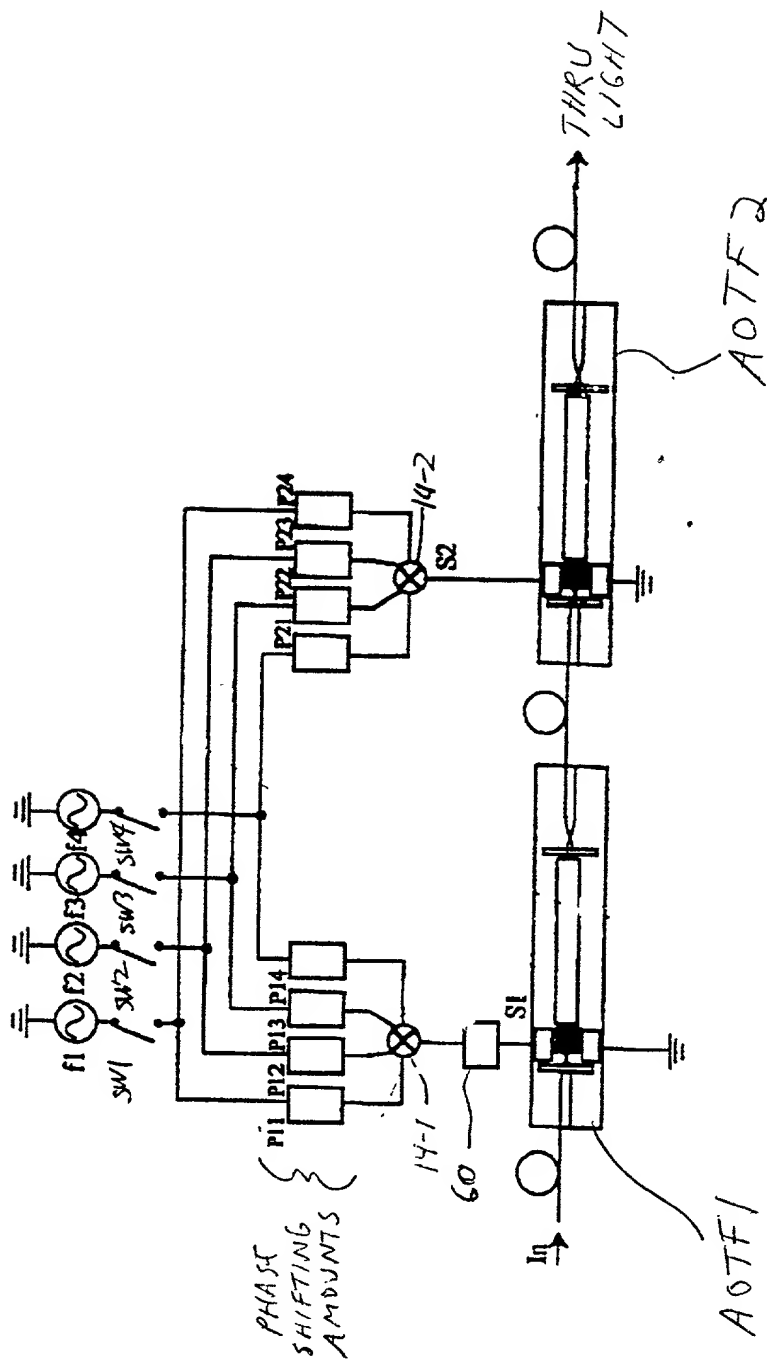 f1
f2
f3
f4
SW1
SW2
SW3
SW4
PHASE
SHIFTING
AMOUNTS
P11
P12
P13
P14
P21
P22
P23
P24
14-1
14-2
60
S1
S2
In
THRU
LIGHT
AOTF1
AOTF2